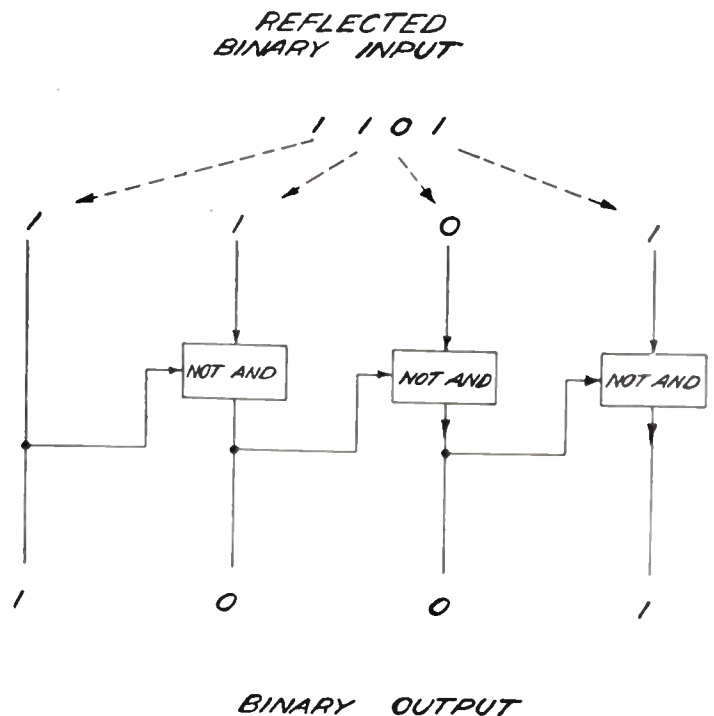 REFLECTED
BINARY INPUT
1 1 0 1
1 1 0 1
NOT AND NOT AND NOT AND
1 0 0 1
BINARY OUTPUT